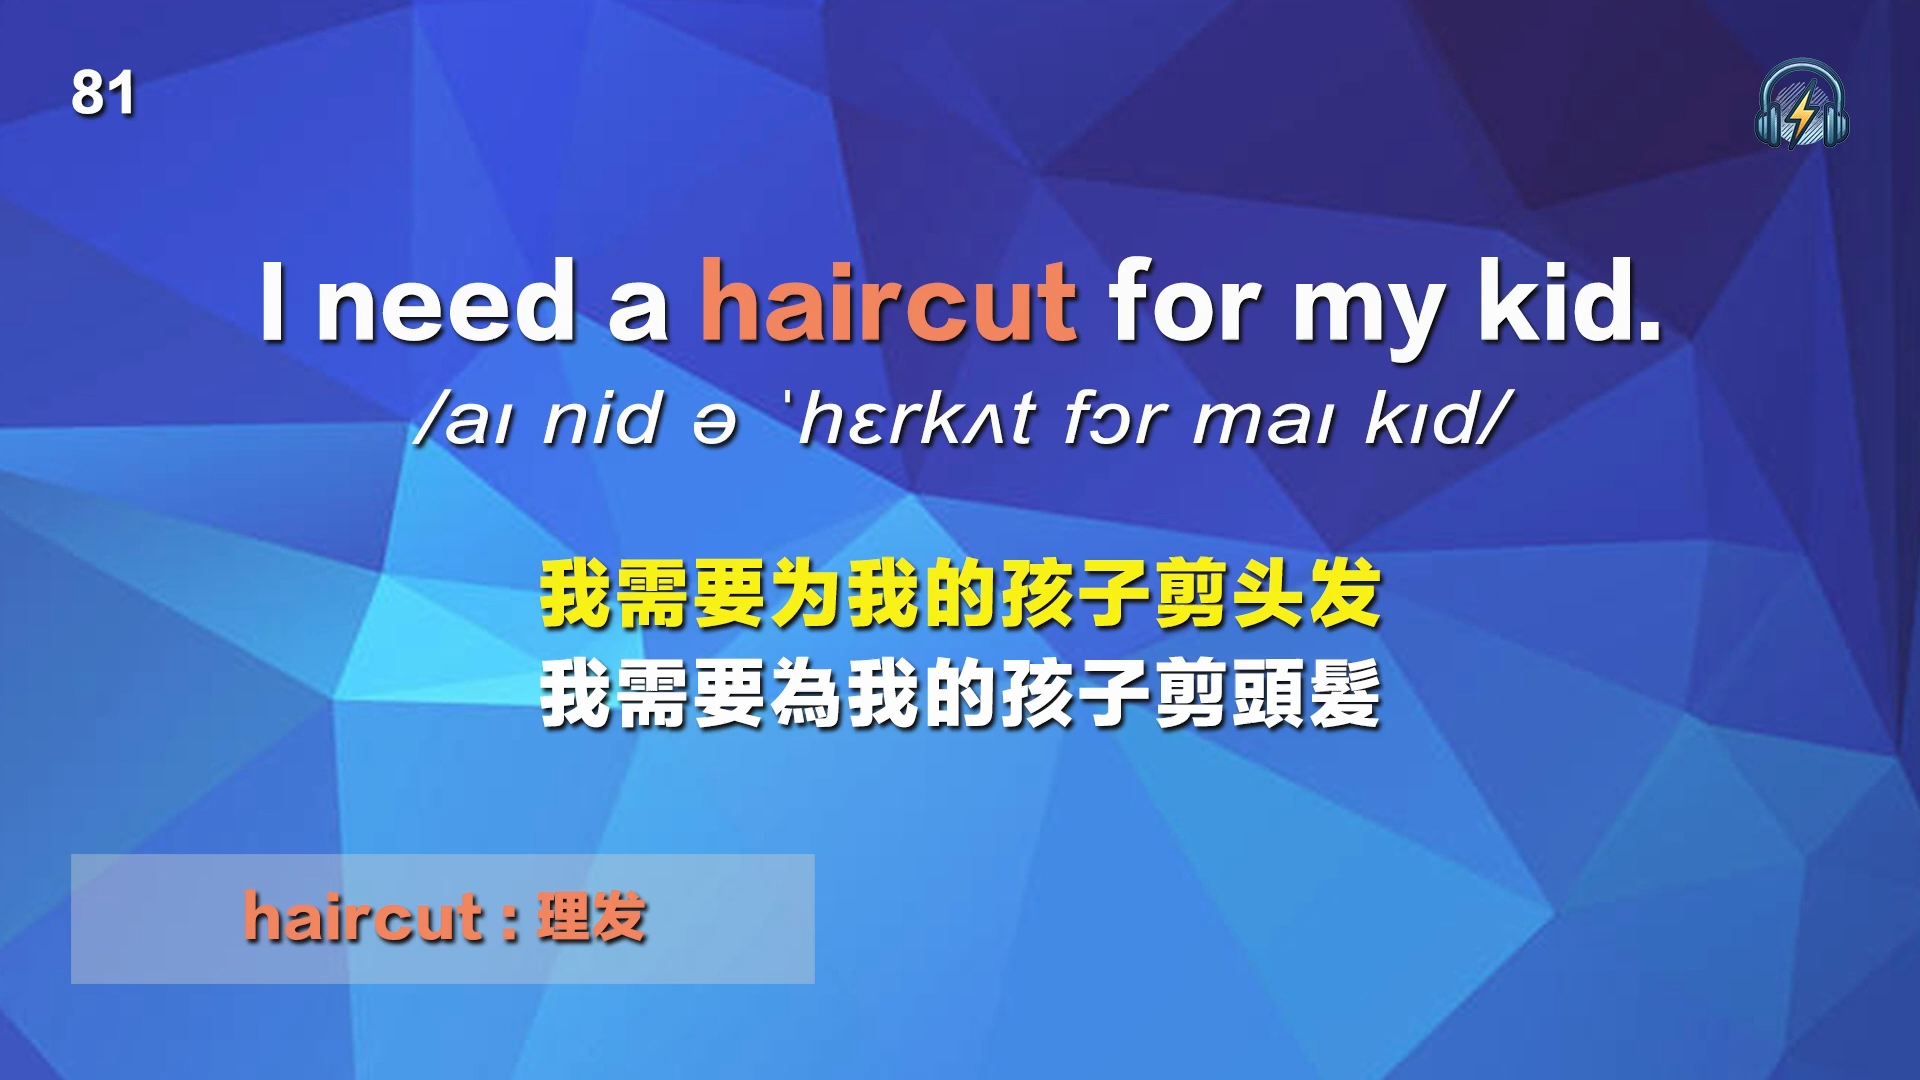 81
I need a haircut for my kid.
/aɪ nid ə ˈhɛrkʌt fɔr maɪ kɪd/
我需要为我的孩子剪头发
我需要為我的孩子剪頭髮
haircut : 理发